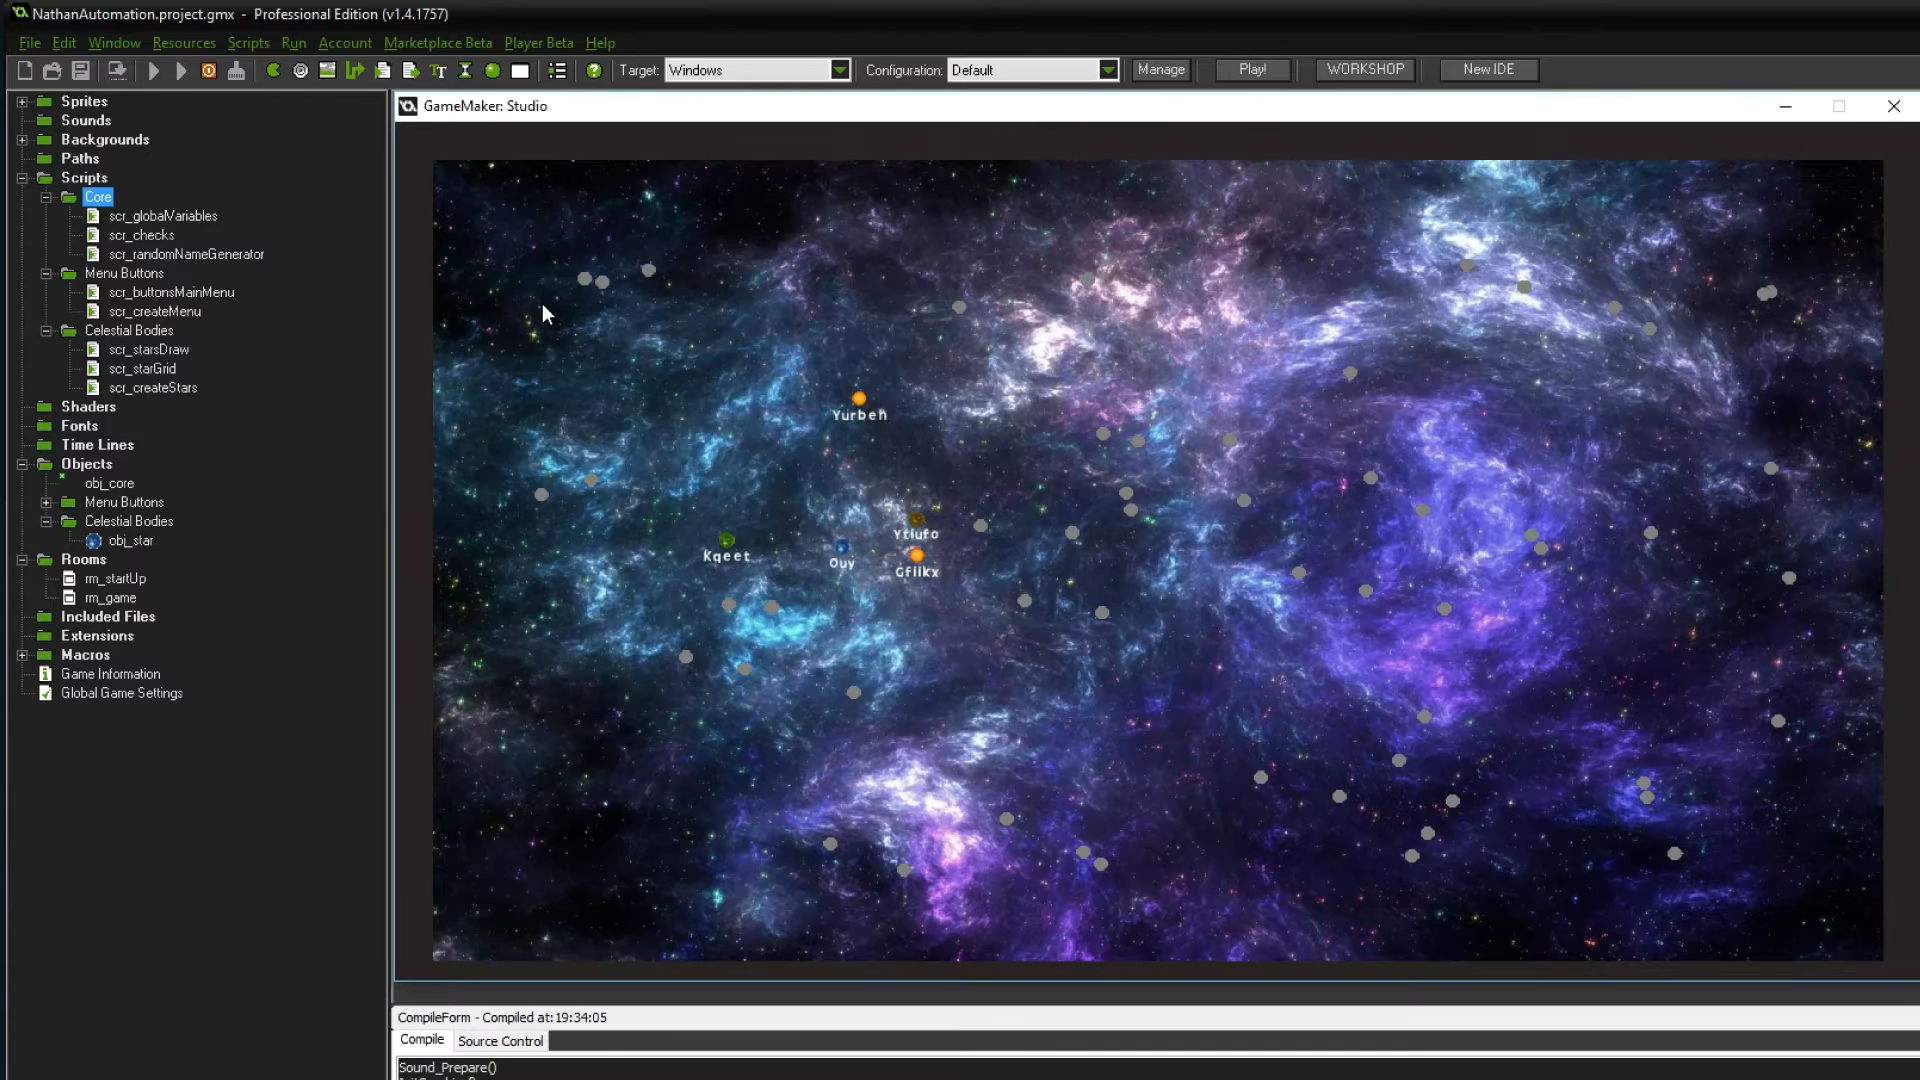 NathanAutomation.project.gmx - Professional Edition (v1.4.1757)
File Edit Window Resources Scripts Run Account Marketplace Beta Player Beta Help
Target: Windows Configuration: Default Manage Play! WORKSHOP New IDE
Sprites
Sounds
Backgrounds
Paths
Scripts
Core
scr_globalVariables
scr_checks
scr_randomNameGenerator
Menu Buttons
scr_buttonsMainMenu
scr_createMenu
Celestial Bodies
scr_starsDraw
scr_starGrid
scr_createStars
Shaders
Fonts
Time Lines
Objects
obj_core
Menu Buttons
Celestial Bodies
obj_star
Rooms
rm_startUp
rm_game
Included Files
Extensions
Macros
Game Information
Global Game Settings
GameMaker: Studio
Yurbeh
Ytlufo
Kqeet
Ouy
Gfilkx
CompileForm - Compiled at:19:34:05
Compile Source Control
Sound_Prepare()